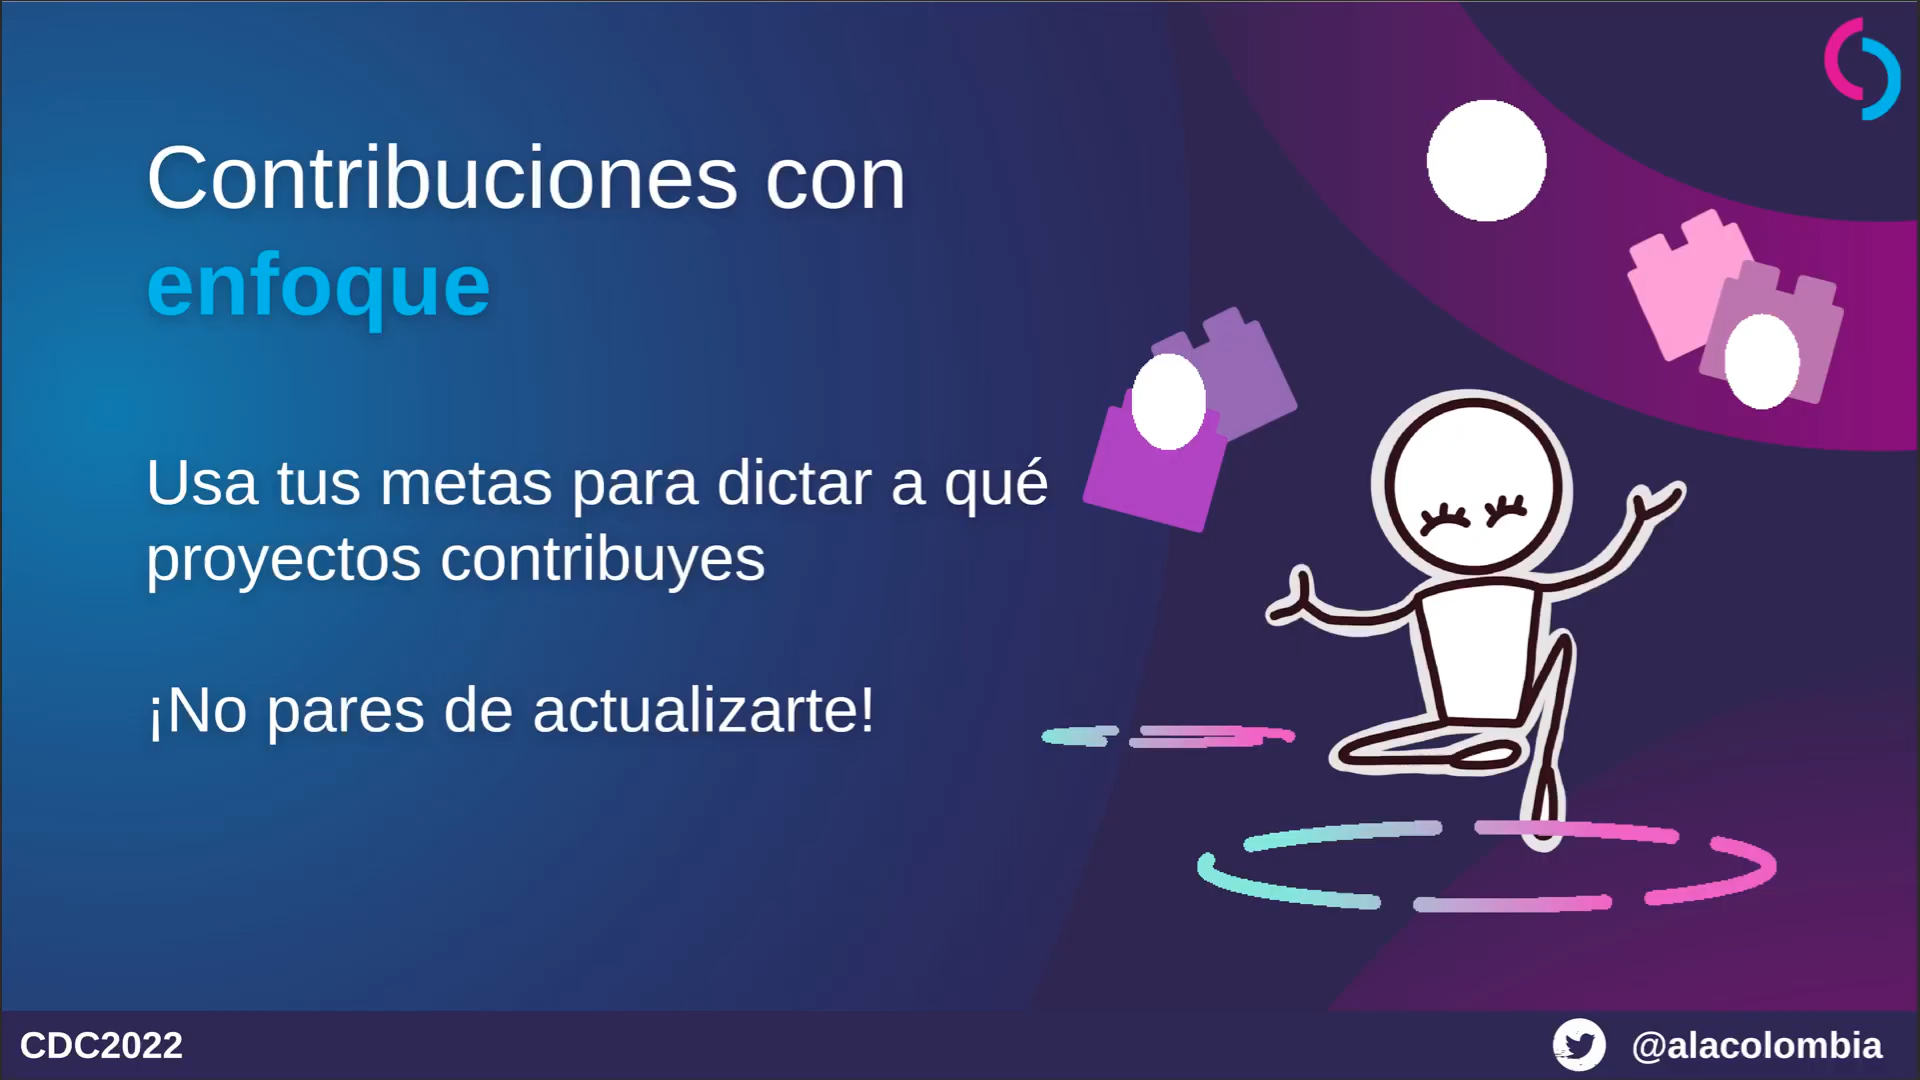 Contribuciones con
enfoque
Usa tus metas para dictar a qué
proyectos contribuyes
¡No pares de actualizarte!
CDC2022
@alacolombia